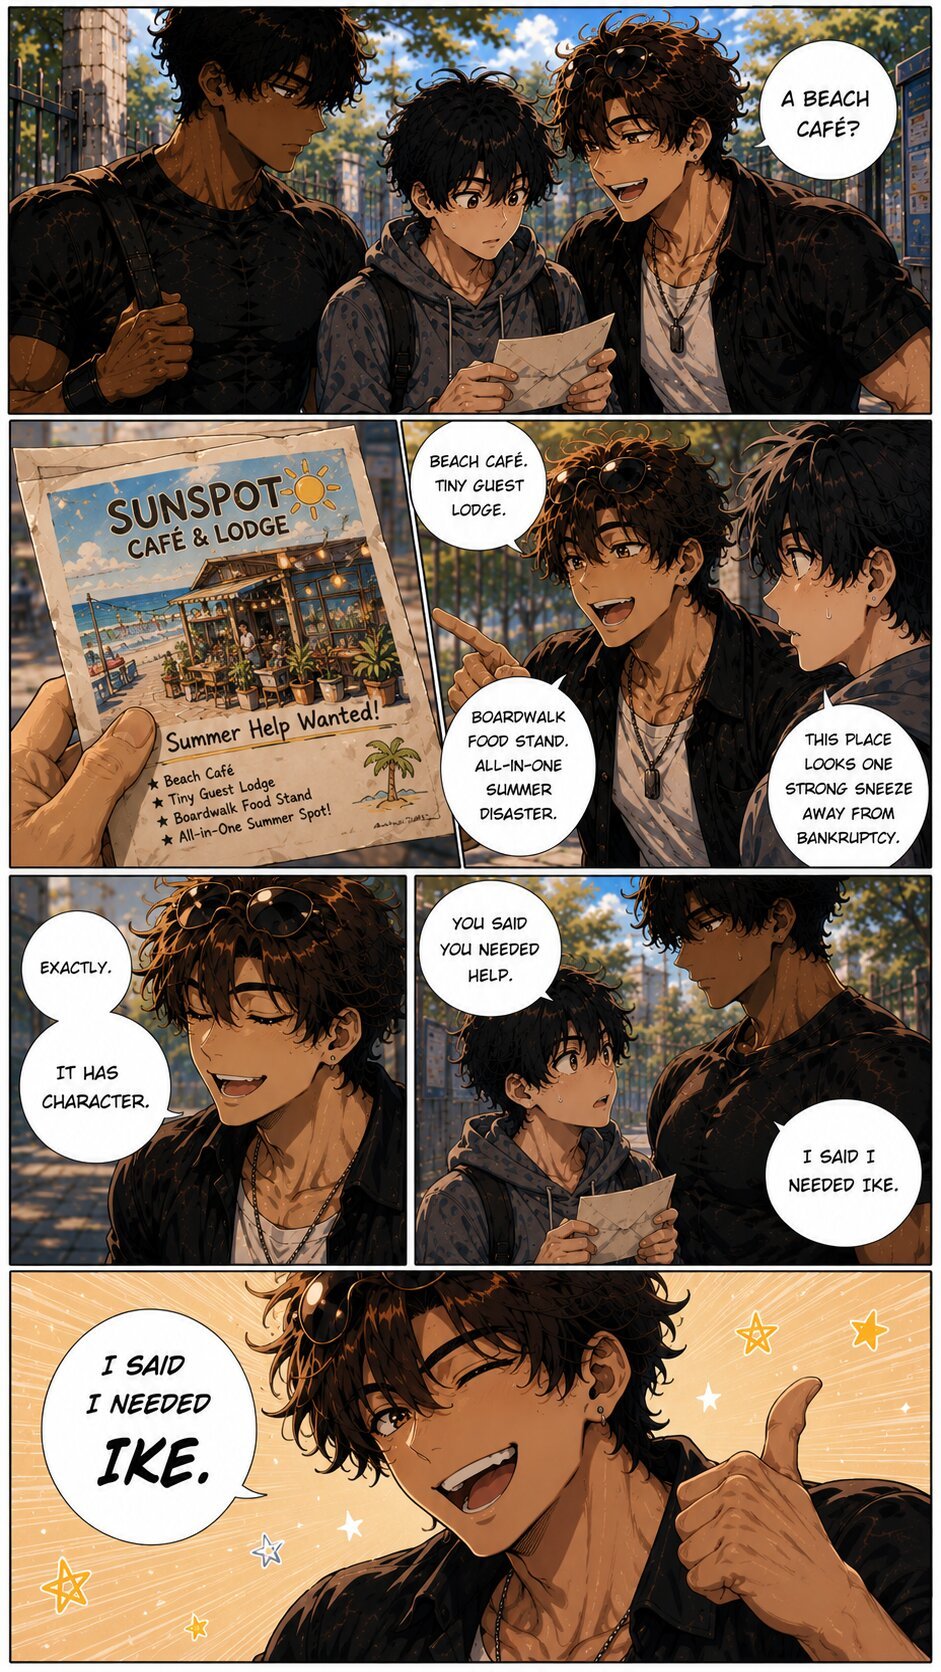 A BEACH
CAFÉ?
SUNSPOT
CAFÉ & LODGE
Summer Help Wanted!
★ Beach Café
★ Tiny Guest Lodge
★ Boardwalk Food Stand
★ All-in-One Summer Spot!
BEACH CAFÉ.
TINY GUEST
LODGE.
BOARDWALK
FOOD STAND.
ALL-IN-ONE
SUMMER
DISASTER.
THIS PLACE
LOOKS ONE
STRONG SNEEZE
AWAY FROM
BANKRUPTCY.
EXACTLY.
IT HAS
CHARACTER.
YOU SAID
YOU NEEDED
HELP.
I SAID I
NEEDED IKE.
I SAID
I NEEDED
IKE.